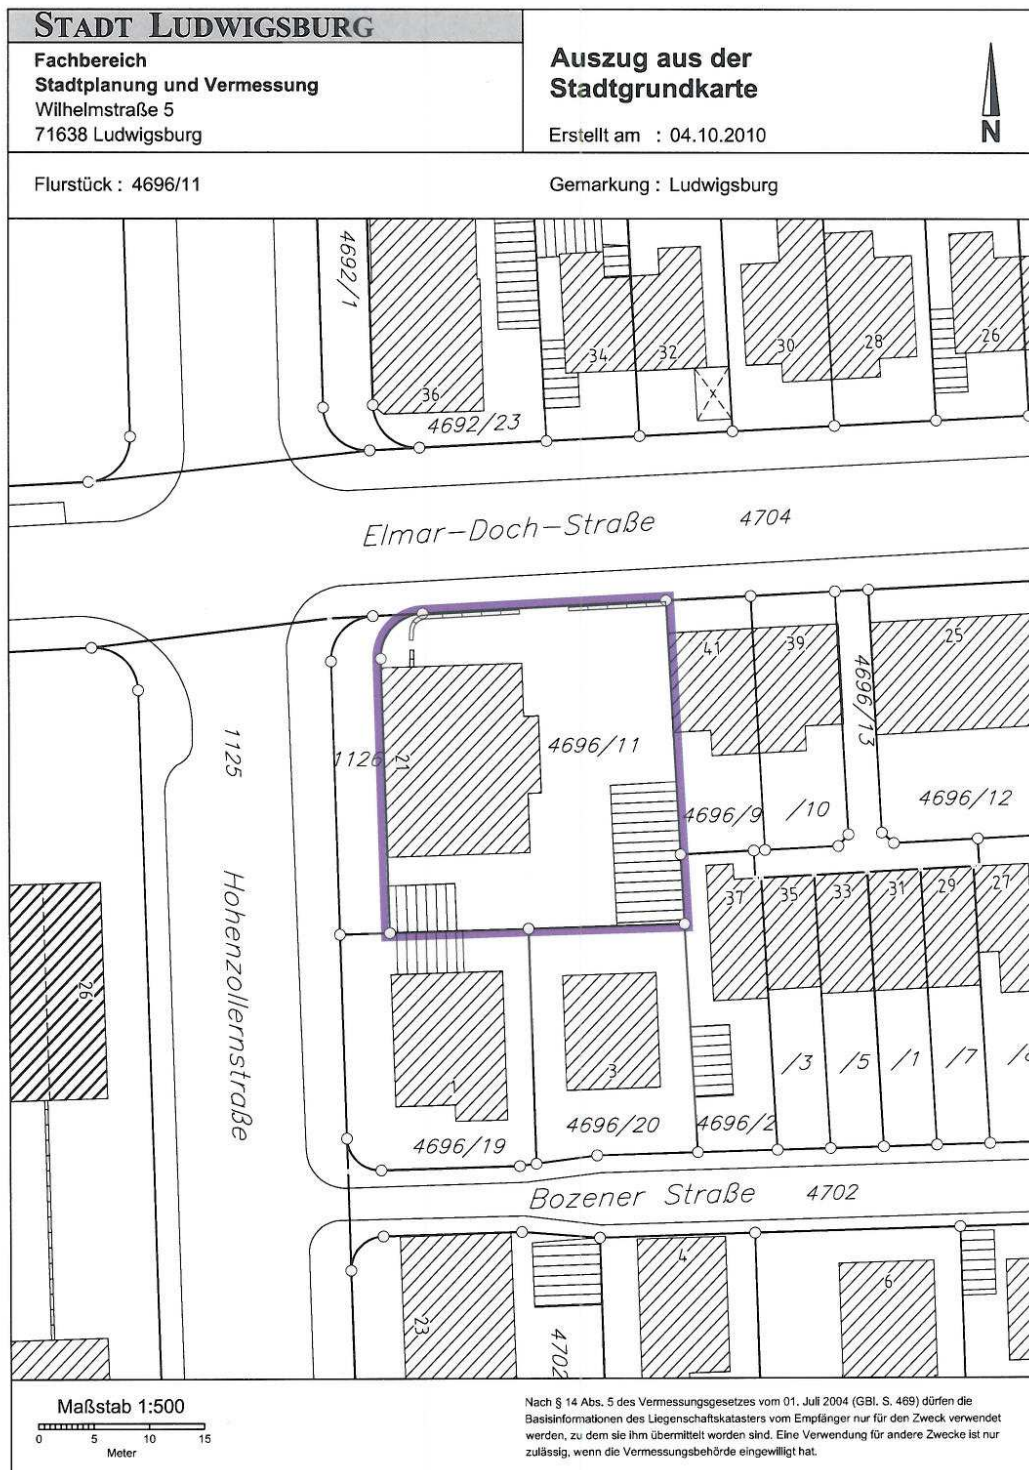 STADT LUDWIGSBURG
Fachbereich
Stadtplanung und Vermessung
Wilhelmstraße 5
71638 Ludwigsburg
Auszug aus der
Stadtgrundkarte
Erstellt am : 04.10.2010
N
Flurstück : 4696/11
Gemarkung : Ludwigsburg
4692/1
36
34
32
30
28
26
4692/23
Elmar-Doch-Straße
4704
41
39
25
4696/13
1125
1126
21
4696/11
4696/9
/10
4696/12
37
35
33
31
29
27
Hohenzollernstraße
26
1
3
/3
/5
/1
/7
4696/19
4696/20
4696/2
Bozener Straße
4702
23
4
6
4702
Maßstab 1:500
0 5 10 15
Meter
Nach § 14 Abs. 5 des Vermessungsgesetzes vom 01. Juli 2004 (GBl. S. 469) dürfen die
Basisinformationen des Liegenschaftskatasters vom Empfänger nur für den Zweck verwendet
werden, zu dem sie ihm übermittelt worden sind. Eine Verwendung für andere Zwecke ist nur
zulässig, wenn die Vermessungsbehörde eingewilligt hat.